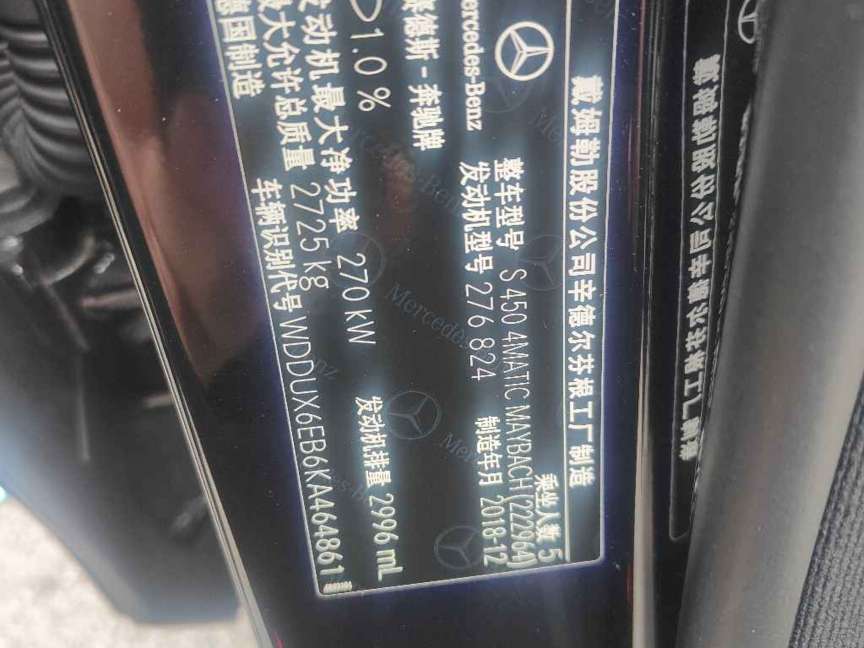 戴姆勒股份公司辛德尔芬根工厂制造
Mercedes-Benz
整车型号 S 450 4MATIC MAYBACH(222964)
乘坐人数 5
发动机型号 276 824
制造年月 2018-12
梅赛德斯-奔驰牌
1.0 %
发动机最大净功率 270 kW
发动机排量 2996 mL
最大允许总质量 2725 kg
德国制造
车辆识别代号 WDDUX6EB6KA464861